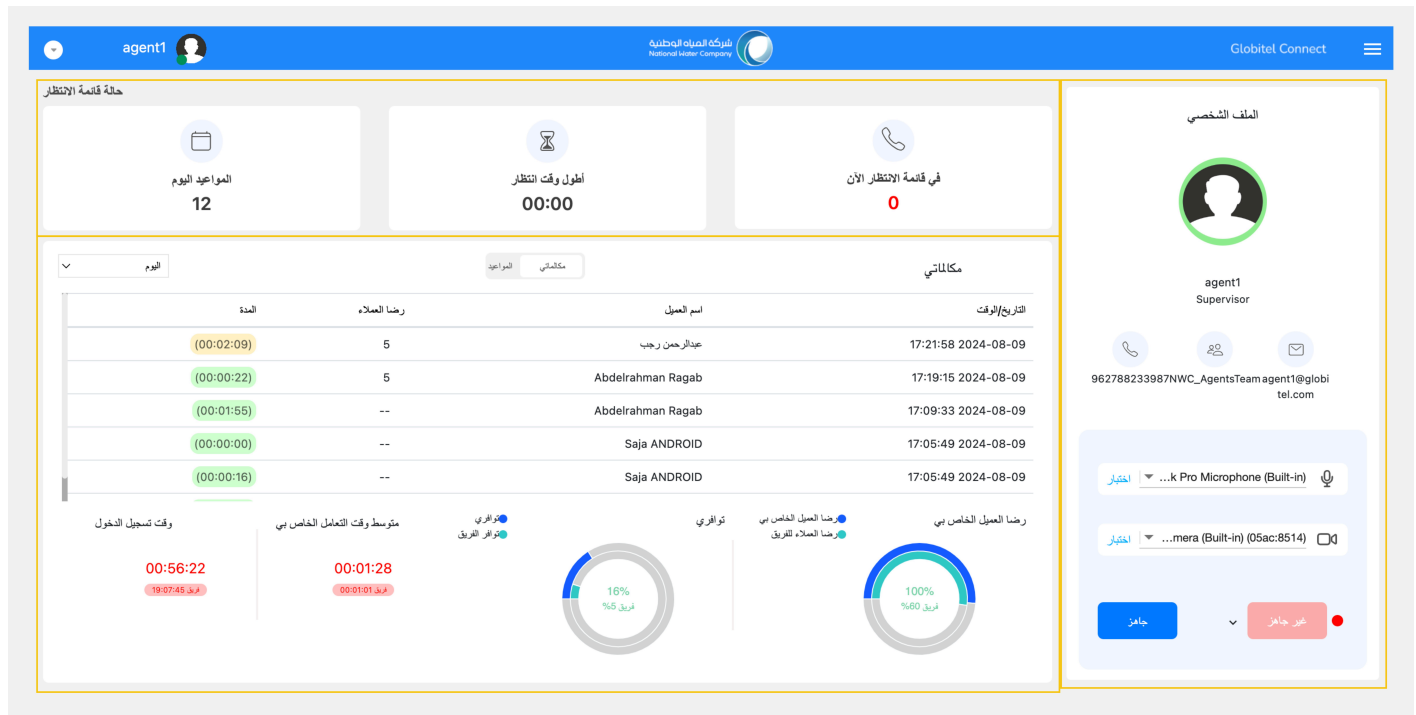 Globitel Connect
شركة المياه الوطنية
National Water Company
agent1
الملف الشخصي
agent1
Supervisor
962788233987
NWC_AgentsTeam
agent1@globi
tel.com
k Pro Microphone (Built-in)... اختبار
mera (Built-in) (05ac:8514)... اختبار
غير جاهز جاهز
حالة قائمة الانتظار
في قائمة الانتظار الآن
0
أطول وقت انتظار
00:00
المواعيد اليوم
12
مكالماتي
مكالماتي المواعيد
اليوم
التاريخ/الوقت اسم العميل رضا العملاء المدة
17:21:58 2024-08-09 عبدالرحمن رجب 5 (00:02:09)
17:19:15 2024-08-09 Abdelrahman Ragab 5 (00:00:22)
17:09:33 2024-08-09 Abdelrahman Ragab -- (00:01:55)
17:05:49 2024-08-09 Saja ANDROID -- (00:00:00)
17:05:49 2024-08-09 Saja ANDROID -- (00:00:16)
رضا العميل الخاص بي
رضا العميل الخاص بي
رضا العملاء للفريق
100%
فريق 60%
توافري
توافري
توافر الفريق
16%
فريق 5%
متوسط وقت التعامل الخاص بي
00:01:28
فريق 00:01:01
وقت تسجيل الدخول
00:56:22
فريق 19:07:45